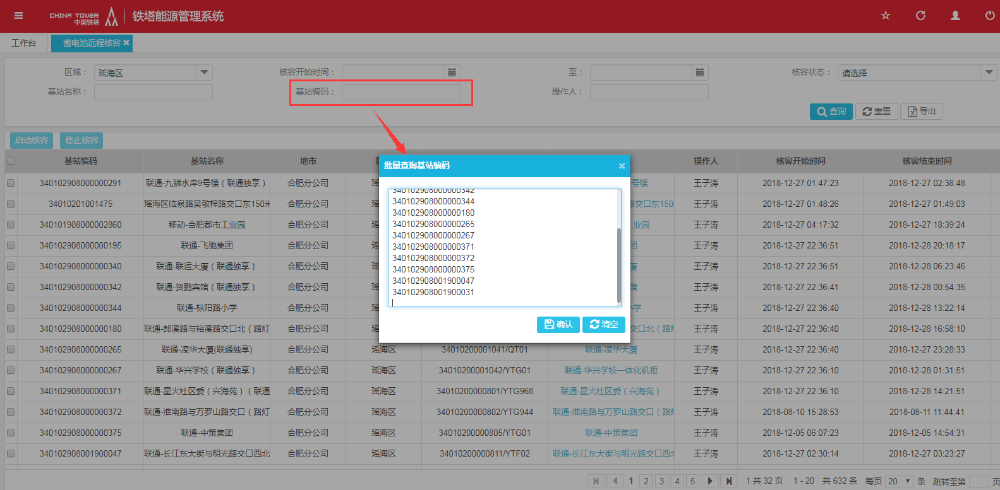 CHINA TOWER
中国铁塔
铁塔能源管理系统
工作台
蓄电池远程核容
区域： 瑶海区 核容开始时间： 至： 核容状态： 请选择
基站名称： 基站编码： 操作人：
查询 重置 导出
启动核容 停止核容
基站编码 基站名称 地市 操作人 核容开始时间 核容结束时间
340102908000000291 联通-九狮水岸9号楼（联通独享） 合肥分公司 号楼 王子涛 2018-12-27 01:47:23 2018-12-27 02:38:48
34010201001475 瑶海区临泉路昊敬梓路交口东150米 合肥分公司 路交口东150 王子涛 2018-12-27 01:48:26 2018-12-27 01:49:03
340101908000002860 移动-合肥都市工业园 合肥分公司 业园 王子涛 2018-12-27 04:17:32 2018-12-27 18:39:24
340102908000000195 联通-飞驰集团 合肥分公司 团 王子涛 2018-12-27 22:36:51 2018-12-28 20:18:17
340102908000000340 联通-联运大厦（联通独享） 合肥分公司 厦 王子涛 2018-12-27 22:36:51 2018-12-28 06:23:46
340102908000000342 联通-贺鹏宾馆（联通独享） 合肥分公司 馆 王子涛 2018-12-27 22:36:41 2018-12-28 00:54:35
340102908000000344 联通-枞阳路小学 合肥分公司 小学 王子涛 2018-12-27 22:36:40 2018-12-28 13:22:14
340102908000000180 联通-郎溪路与裕溪路交口北（路灯 合肥分公司 交口北（路灯 王子涛 2018-12-27 22:36:40 2018-12-28 16:58:10
340102908000000265 联通-凌华大厦(联通独享) 合肥分公司 瑶海区 34010200001041/QT01 联通-凌华大厦 王子涛 2018-12-27 22:36:40 2018-12-27 23:28:33
340102908000000267 联通-华兴学校（联通独享） 合肥分公司 瑶海区 34010200001042/YTG01 联通-华兴学校一体化机柜 王子涛 2018-12-27 22:36:10 2018-12-28 01:31:51
340102908000000371 联通-星火社区委（兴海苑）（联通 合肥分公司 瑶海区 34010200000801/YTG968 联通-星火社区委（兴海苑） 王子涛 2018-12-27 22:36:10 2018-12-28 14:21:51
340102908000000372 联通-淮南路与万罗山路交口（路灯 合肥分公司 瑶海区 34010200000802/YTG944 联通-淮南路与万罗山路交口（路灯 王子涛 2018-08-10 15:28:53 2018-08-11 11:44:41
340102908000000375 联通-中策集团 合肥分公司 瑶海区 34010200000805/YTG01 联通-中策集团 王子涛 2018-12-05 06:07:23 2018-12-05 14:54:31
340102908001900047 联通-长江东大街与明光路交口西北 合肥分公司 瑶海区 34010200000811/YTF02 联通-长江东大街与明光路交口西北 王子涛 2018-12-27 02:30:14 2018-12-27 03:23:27
批量查询基站编码
340102908000000342
340102908000000344
340102908000000180
340102908000000265
340102908000000267
340102908000000371
340102908000000372
340102908000000375
340102908001900047
340102908001900031
确认 清空
1 2 3 4 5 1 共 32 页 1 - 20 共 632 条 每页 20 条 跳转至第 页